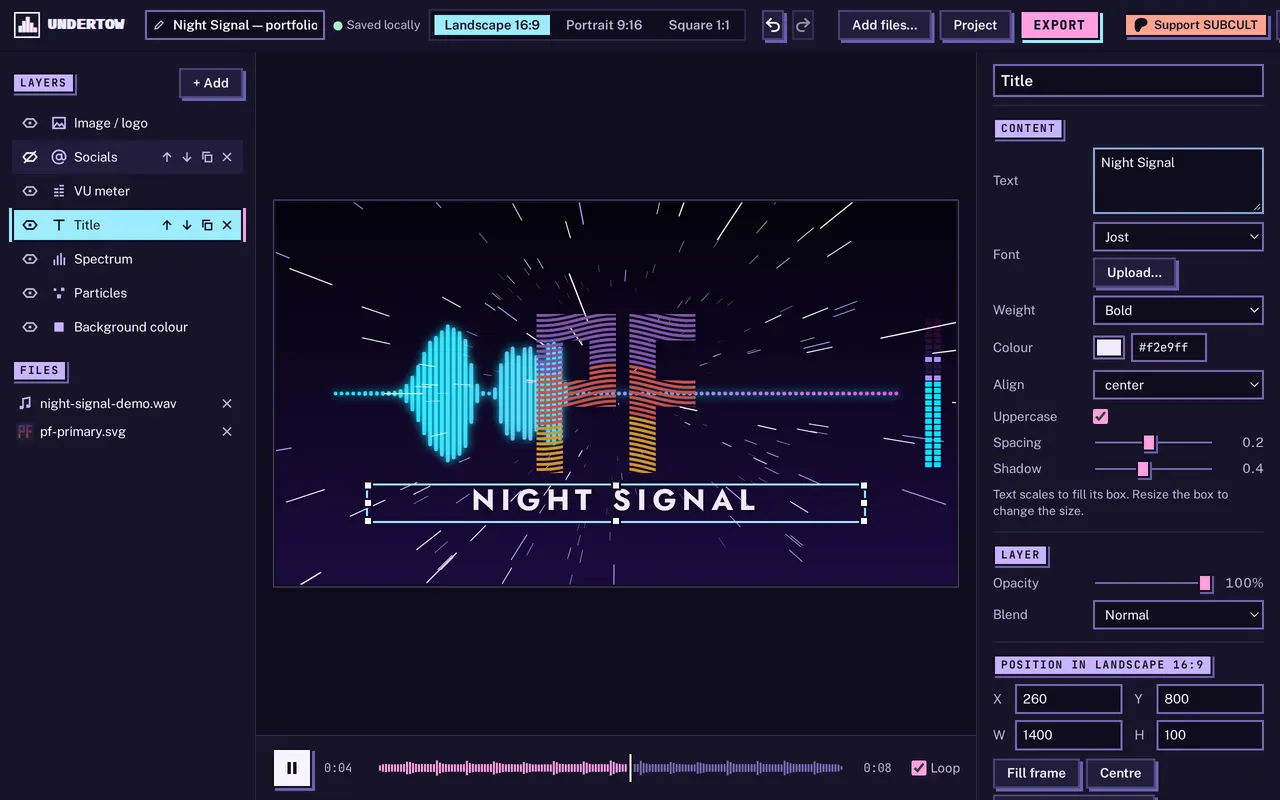 UNDERTOW
Night Signal — portfolio
Saved locally
Landscape 16:9
Portrait 9:16
Square 1:1
Add files...
Project
EXPORT
Support SUBCULT
LAYERS
+ Add
Image / logo
Socials
VU meter
Title
Spectrum
Particles
Background colour
FILES
night-signal-demo.wav
pf-primary.svg
NIGHT SIGNAL
0:04
0:08
Loop
Title
CONTENT
Text
Night Signal
Font
Jost
Upload...
Weight
Bold
Colour
#f2e9ff
Align
center
Uppercase
Spacing
0.2
Shadow
0.4
Text scales to fill its box. Resize the box to
change the size.
LAYER
Opacity
100%
Blend
Normal
POSITION IN LANDSCAPE 16:9
X
260
Y
800
W
1400
H
100
Fill frame
Centre